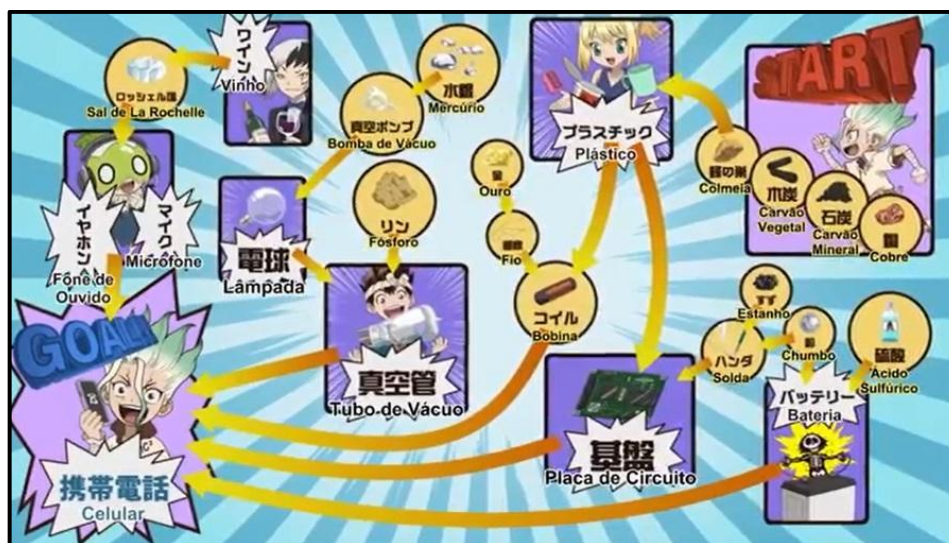 ワイン
Vinho
ロッシェル塩
Sal de La Rochelle
イヤホン
Fone de
Ouvido
マイク
Microfone
水銀
Mercúrio
真空ポンプ
Bomba de Vácuo
電球
Lâmpada
リン
Fósforo
真空管
Tubo de Vácuo
金
Ouro
Fio
コイル
Bobina
プラスチック
Plástico
START
蜂の巣
Colmeia
木炭
Carvão
Vegetal
石炭
Carvão
Mineral
銅
Cobre
すず
Estanho
ハンダ
Solda
鉛
Chumbo
硫酸
Ácido
Sulfúrico
バッテリー
Bateria
基盤
Placa de Circuito
GOAL!!!
携帯電話
Celular